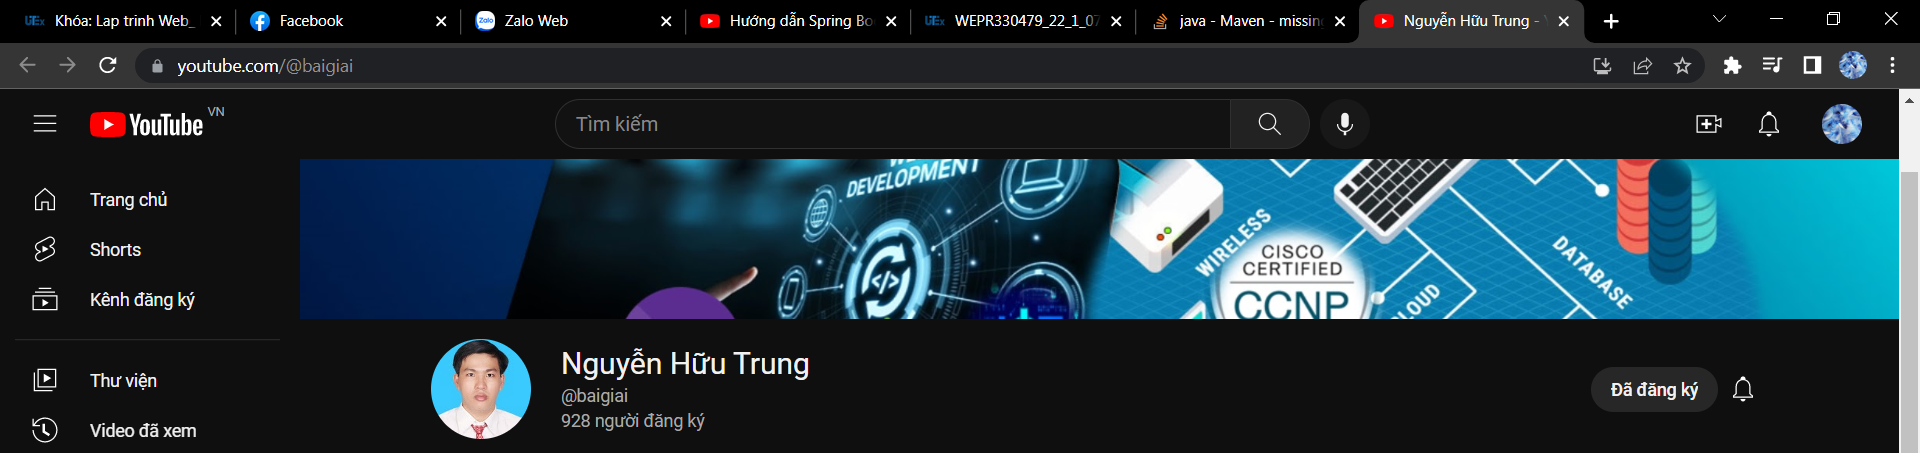 Khóa: Lap trinh Web_
Facebook
Zalo Web
Hướng dẫn Spring Bo
WEPR330479_22_1_07
java - Maven - missin
Nguyễn Hữu Trung -
youtube.com/@baigiai
YouTube VN
Tìm kiếm
DEVELOPMENT
WIRELESS
CISCO
CERTIFIED
CCNP
LOUD
DATABASE
Trang chủ
Shorts
Kênh đăng ký
Thư viện
Video đã xem
Nguyễn Hữu Trung
@baigiai
928 người đăng ký
Đã đăng ký